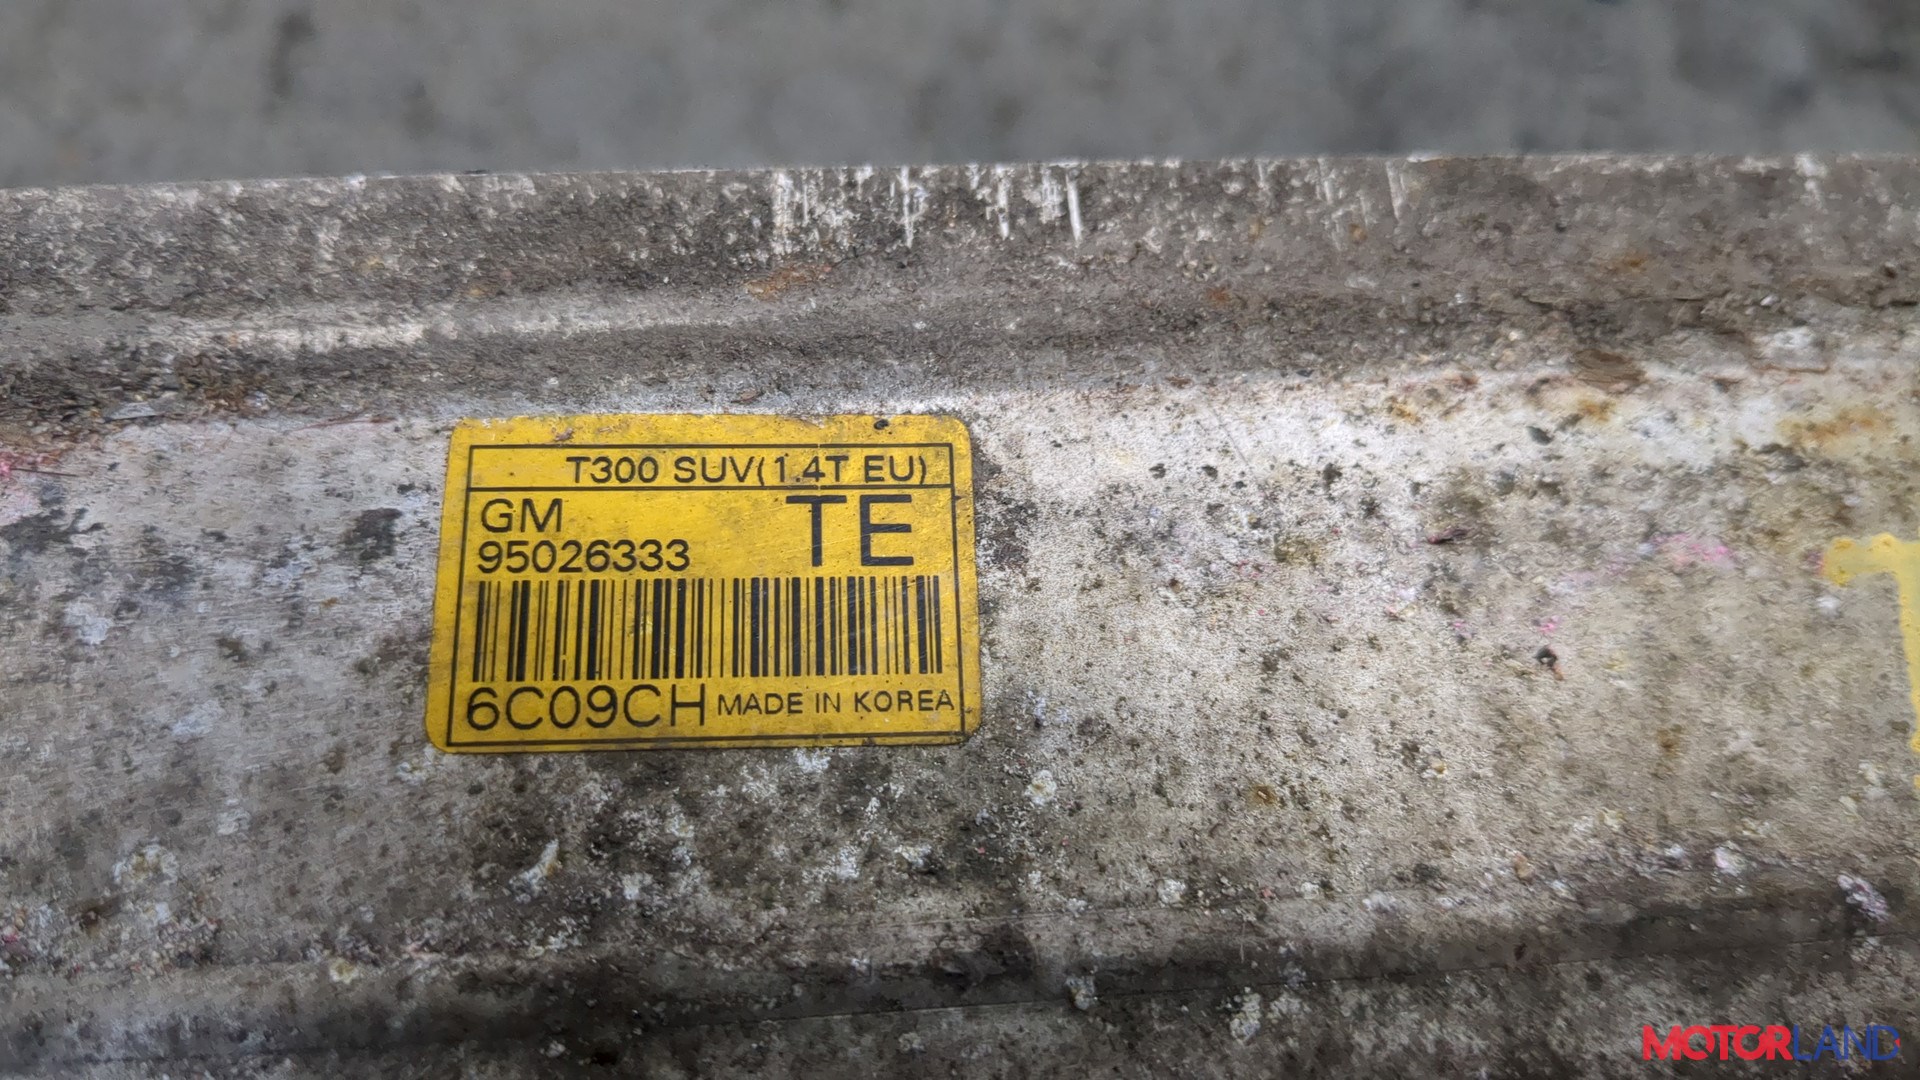 T300 SUV(1.4T EU)
GM
TE
95026333
6C09CH MADE IN KOREA
MOTORLAND